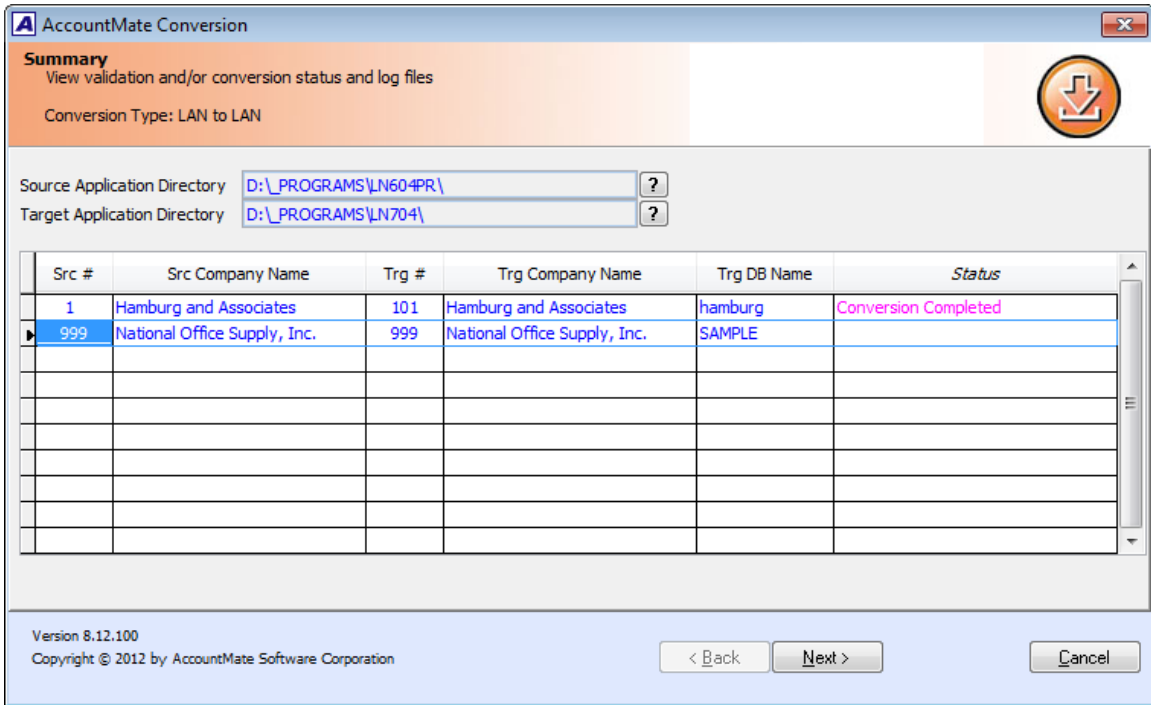 AccountMate Conversion
Summary
View validation and/or conversion status and log files
Conversion Type: LAN to LAN
Source Application Directory D:\_PROGRAMS\LN604PR\ ?
Target Application Directory D:\_PROGRAMS\LN704\ ?
Src # Src Company Name Trg # Trg Company Name Trg DB Name Status
1 Hamburg and Associates 101 Hamburg and Associates hamburg Conversion Completed
999 National Office Supply, Inc. 999 National Office Supply, Inc. SAMPLE
Version 8.12.100
Copyright © 2012 by AccountMate Software Corporation
< Back Next > Cancel